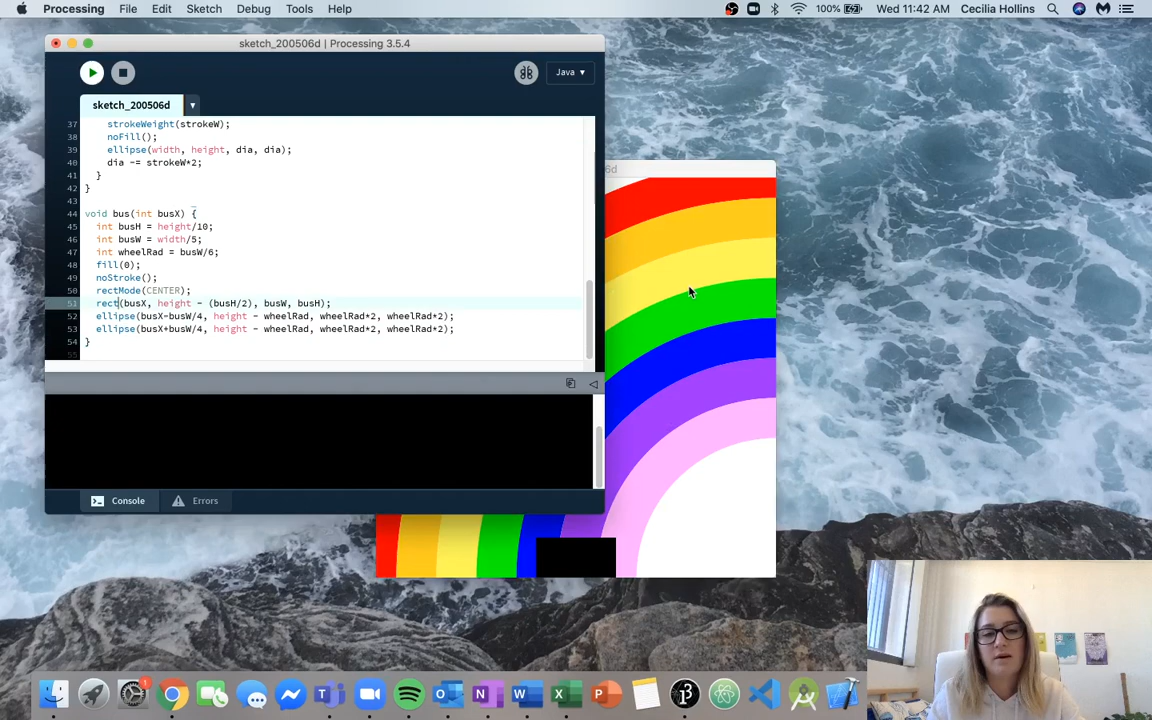 Processing File Edit Sketch Debug Tools Help 100% Wed 11:42 AM Cecilia Hollins
sketch_200506d | Processing 3.5.4
Java ▾
sketch_200506d ▾
6d
37 strokeWeight(strokeW);
38 noFill();
39 ellipse(width, height, dia, dia);
40 dia -= strokeW*2;
41 }
42 }
43
44 void bus(int busX) {
45 int busH = height/10;
46 int busW = width/5;
47 int wheelRad = busW/6;
48 fill(0);
49 noStroke();
50 rectMode(CENTER);
51 rect(busX, height - (busH/2), busW, busH);
52 ellipse(busX-busW/4, height - wheelRad, wheelRad*2, wheelRad*2);
53 ellipse(busX+busW/4, height - wheelRad, wheelRad*2, wheelRad*2);
54 }
55
Console Errors
1